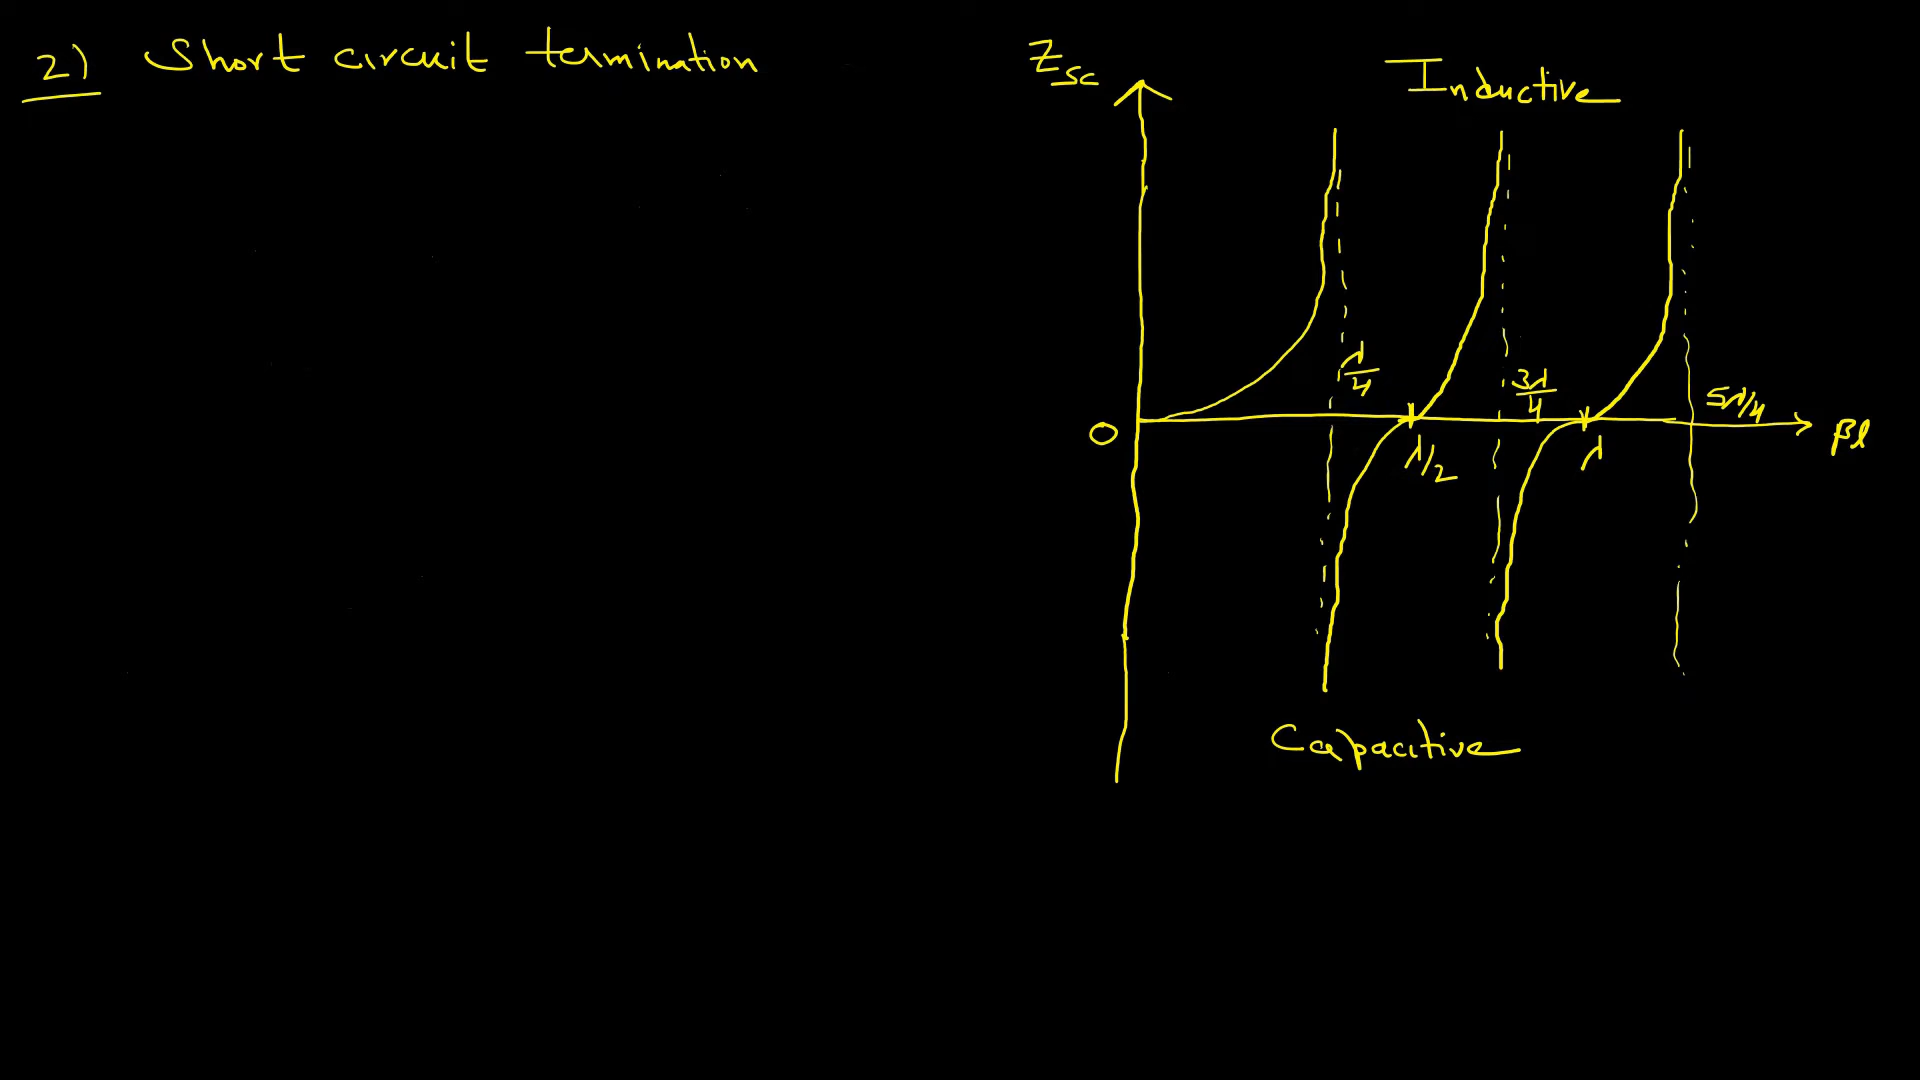 2) Short circuit termination
Zsc
Inductive
λ/4
3λ/4
5λ/4
0
λ/2
λ
βl
Capacitive